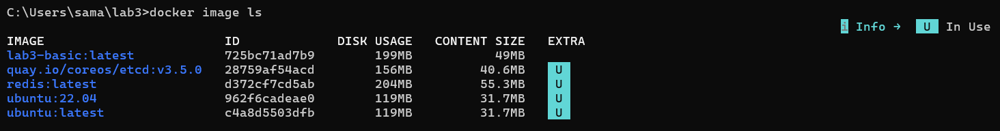 C:\Users\sama\lab3>docker image ls
i Info → U In Use
IMAGE ID DISK USAGE CONTENT SIZE EXTRA
lab3-basic:latest 725bc71ad7b9 199MB 49MB
quay.io/coreos/etcd:v3.5.0 28759af54acd 156MB 40.6MB U
redis:latest d372cf7cd5ab 204MB 55.3MB U
ubuntu:22.04 962f6cadeae0 119MB 31.7MB U
ubuntu:latest c4a8d5503dfb 119MB 31.7MB U